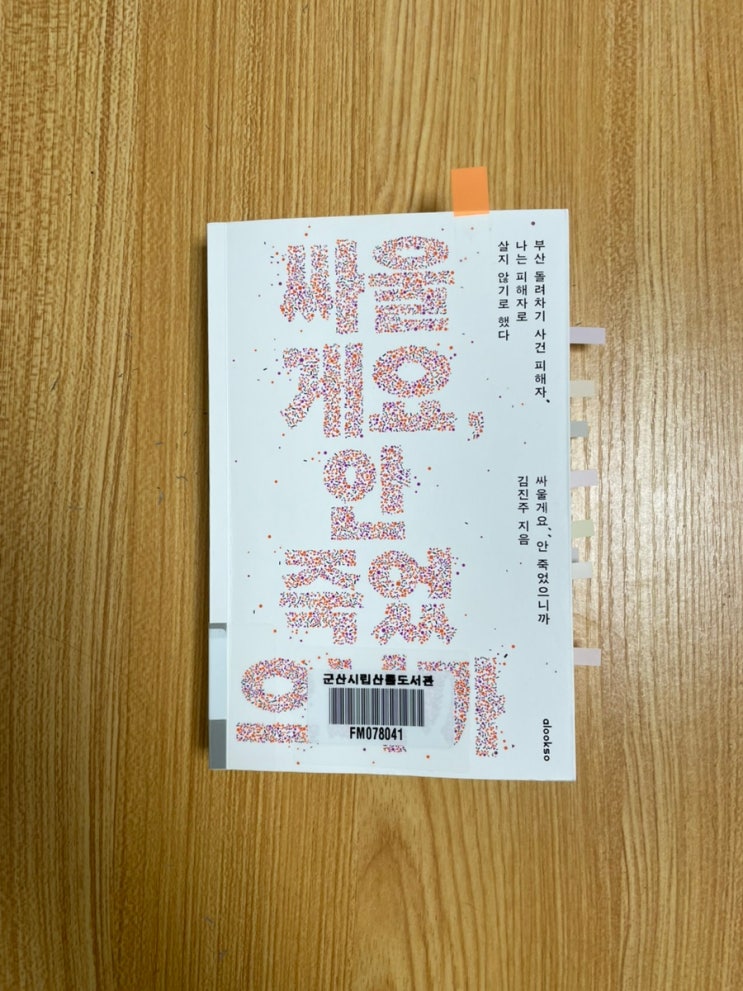 싸울
게요,
안
죽었
으니까
부산 돌려차기 사건 피해자,
나는 피해자로
살지 않기로 했다
싸울게요, 안 죽었으니까
김진주 지음
alookso
군산시립산들도서관
FM078041